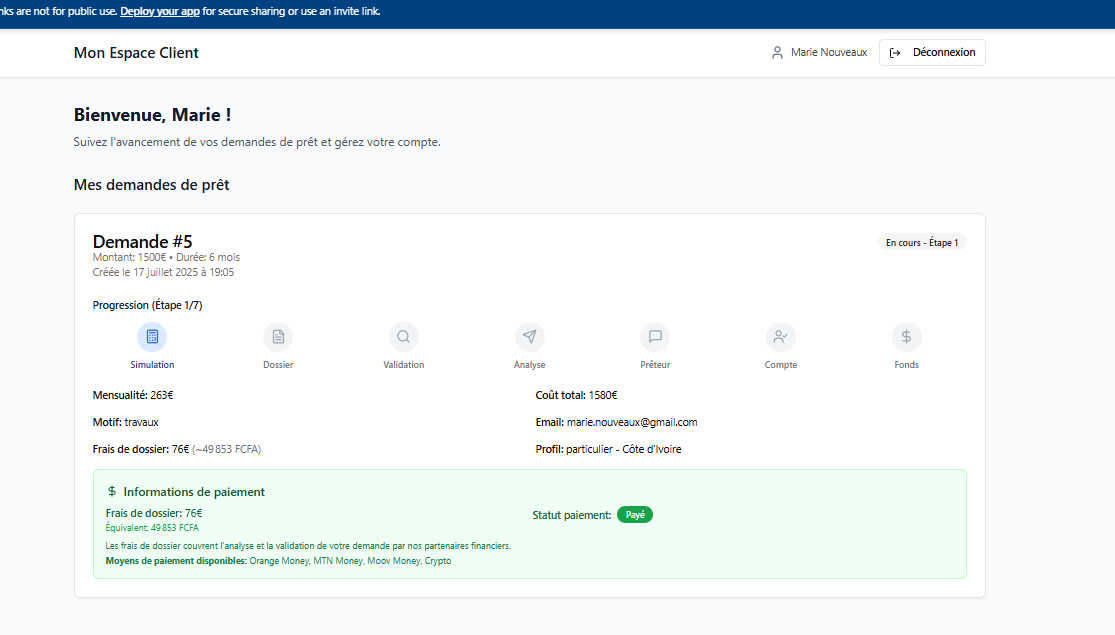 nks are not for public use. Deploy your app for secure sharing or use an invite link.
Mon Espace Client
Marie Nouveaux
Déconnexion
Bienvenue, Marie !
Suivez l'avancement de vos demandes de prêt et gérez votre compte.
Mes demandes de prêt
Demande #5
En cours - Étape 1
Montant: 1500€ • Durée: 6 mois
Créée le 17 juillet 2025 à 19:05
Progression (Étape 1/7)
Simulation
Dossier
Validation
Analyse
Prêteur
Compte
Fonds
Mensualité: 263€
Coût total: 1580€
Motif: travaux
Email: marie.nouveaux@gmail.com
Frais de dossier: 76€ (~49 853 FCFA)
Profil: particulier - Côte d'Ivoire
$ Informations de paiement
Frais de dossier: 76€
Statut paiement: Payé
Équivalent: 49 853 FCFA
Les frais de dossier couvrent l'analyse et la validation de votre demande par nos partenaires financiers.
Moyens de paiement disponibles: Orange Money, MTN Money, Moov Money, Crypto